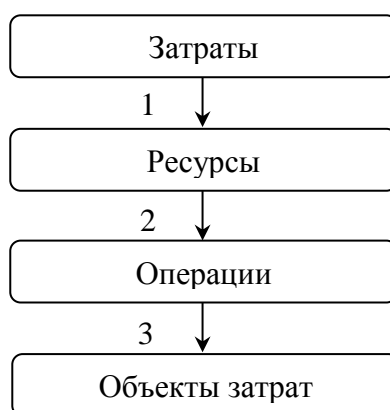 Затраты
1
Ресурсы
2
Операции
3
Объекты затрат